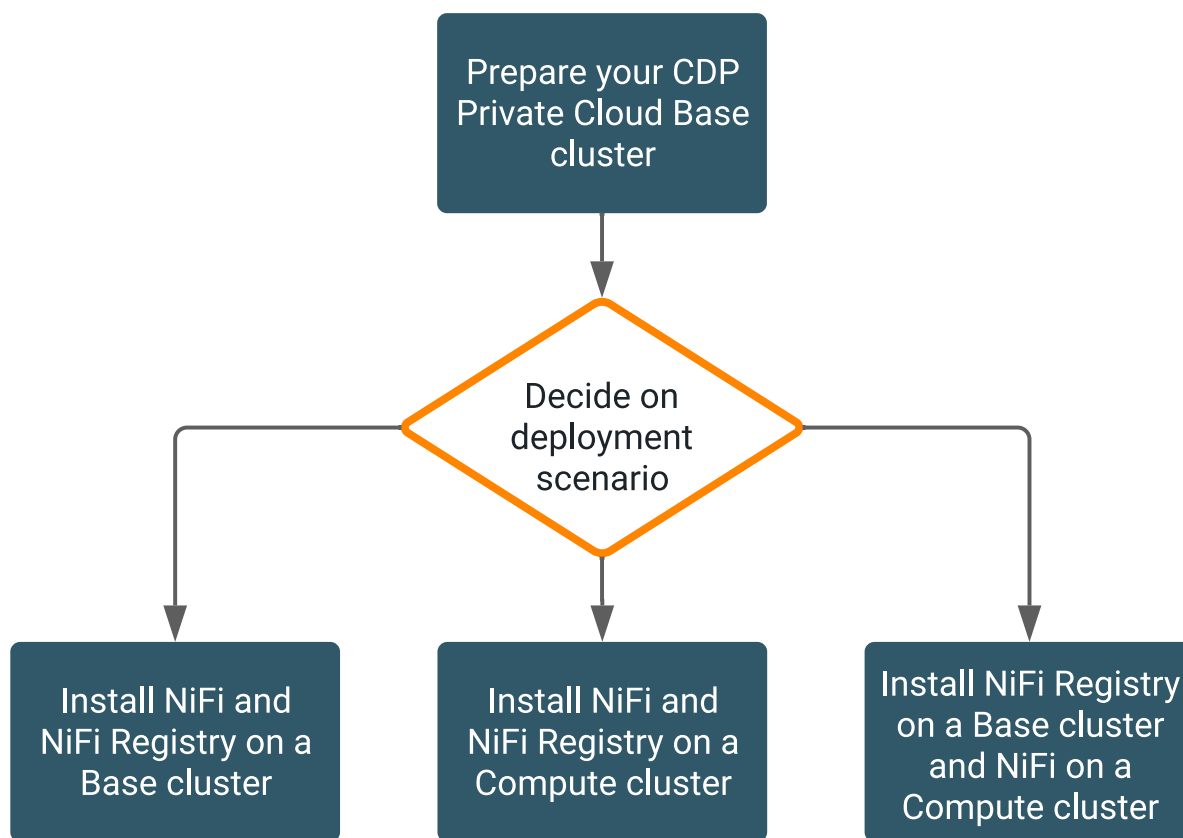 Prepare your CDP
Private Cloud Base
cluster
Decide on
deployment
scenario
Install NiFi and
NiFi Registry on a
Base cluster
Install NiFi and
NiFi Registry on a
Compute cluster
Install NiFi Registry
on a Base cluster
and NiFi on a
Compute cluster